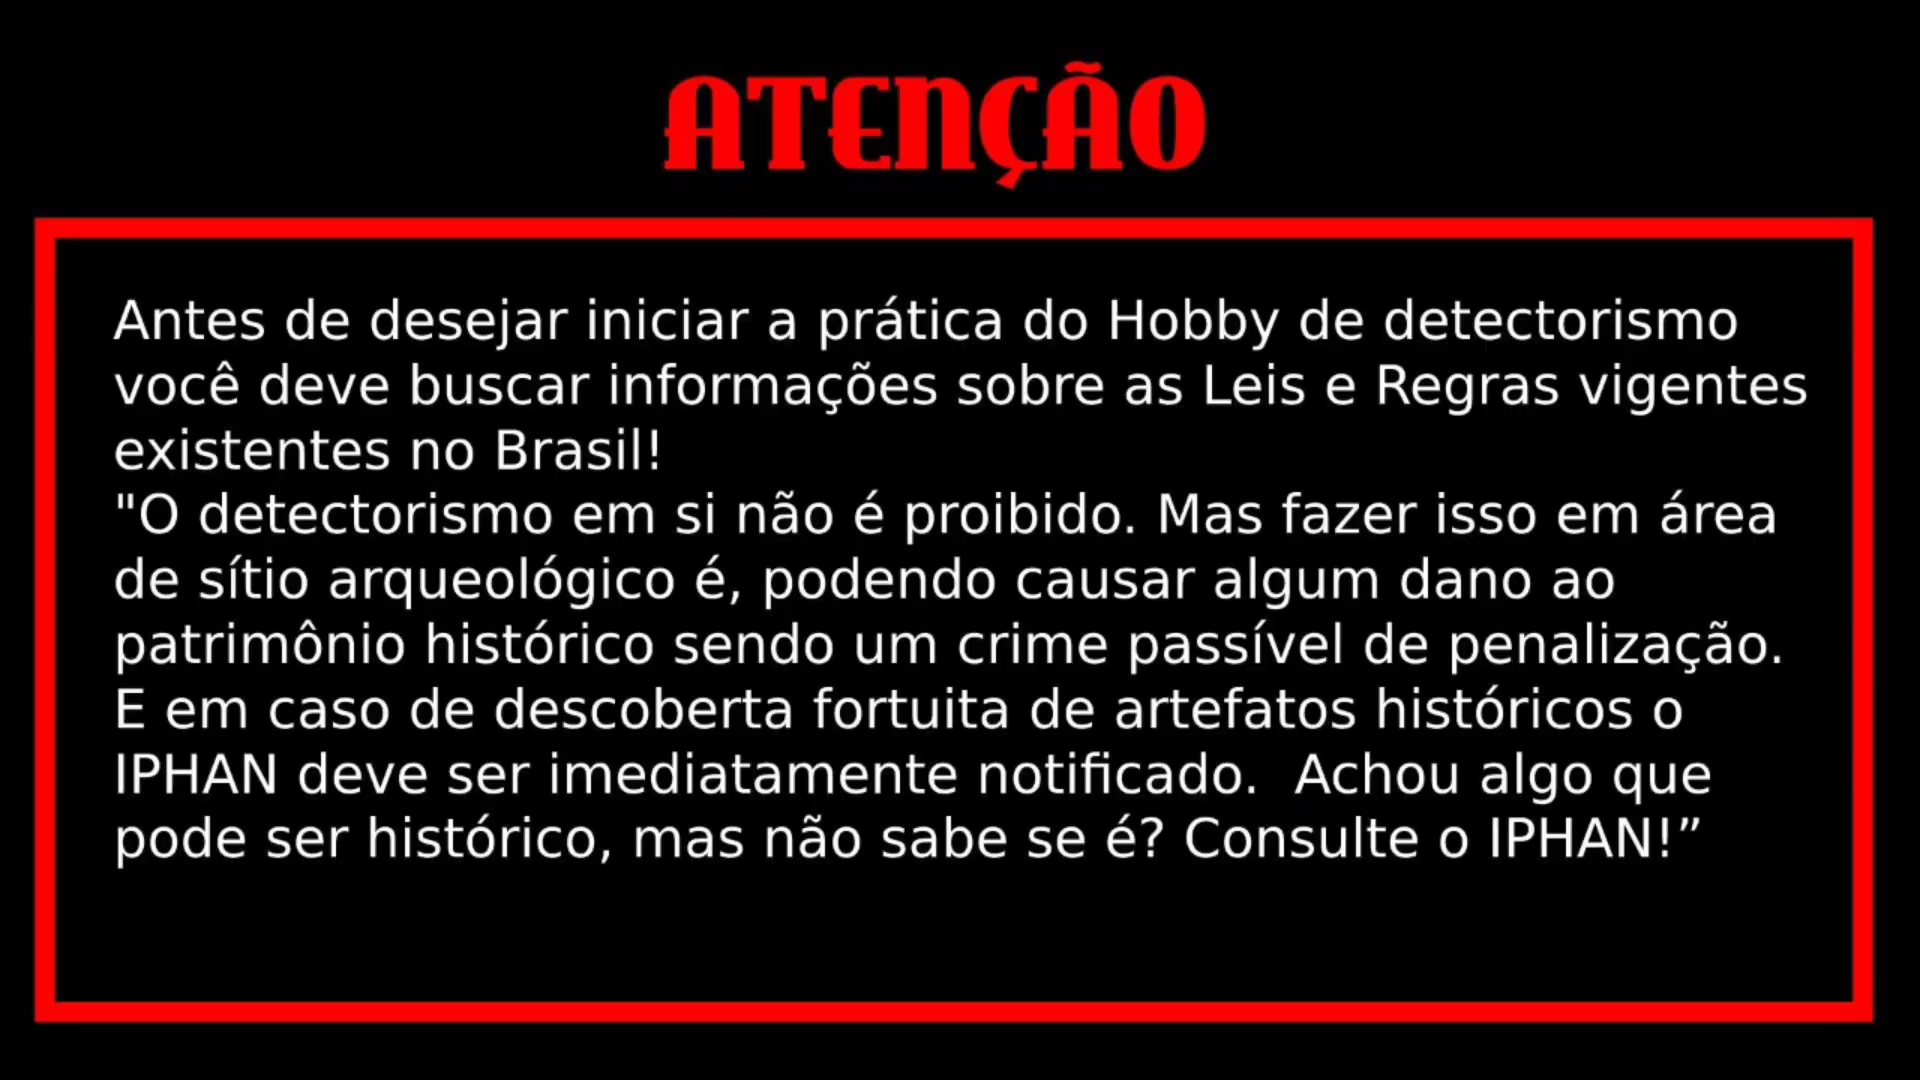 ATENÇÃO
Antes de desejar iniciar a prática do Hobby de detectorismo
você deve buscar informações sobre as Leis e Regras vigentes
existentes no Brasil!
"O detectorismo em si não é proibido. Mas fazer isso em área
de sítio arqueológico é, podendo causar algum dano ao
patrimônio histórico sendo um crime passível de penalização.
E em caso de descoberta fortuita de artefatos históricos o
IPHAN deve ser imediatamente notificado.  Achou algo que
pode ser histórico, mas não sabe se é? Consulte o IPHAN!”